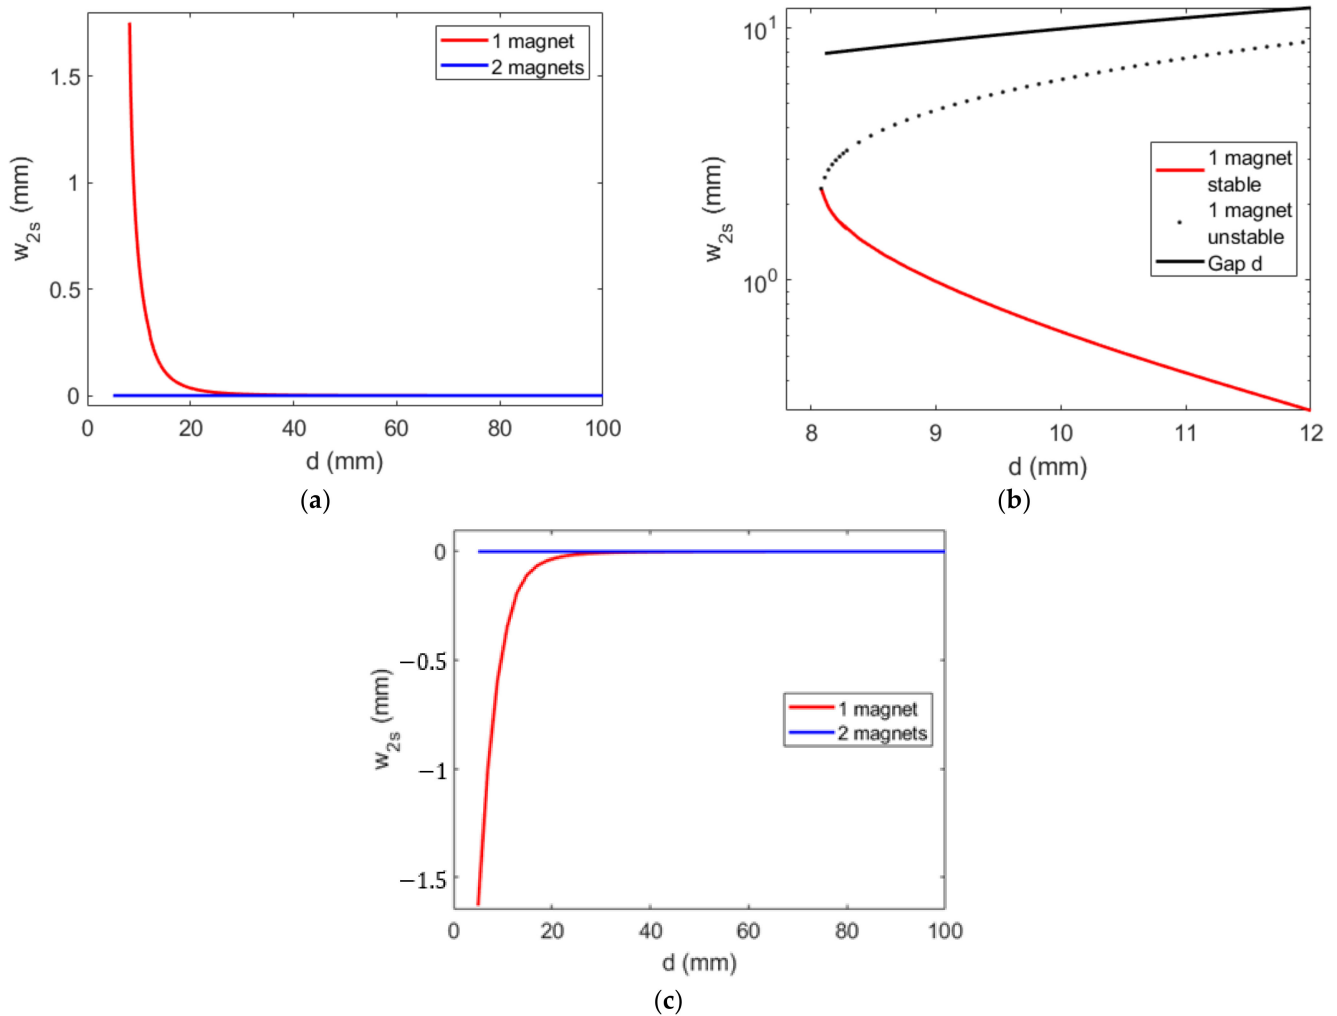 1 magnet
2 magnets
w2s (mm)
1.5
1
0.5
0
0 20 40 60 80 100
d (mm)
(a)
10^1
10^0
w2s (mm)
1 magnet
stable
1 magnet
unstable
Gap d
8 9 10 11 12
d (mm)
(b)
0
−0.5
−1
−1.5
w2s (mm)
1 magnet
2 magnets
0 20 40 60 80 100
d (mm)
(c)